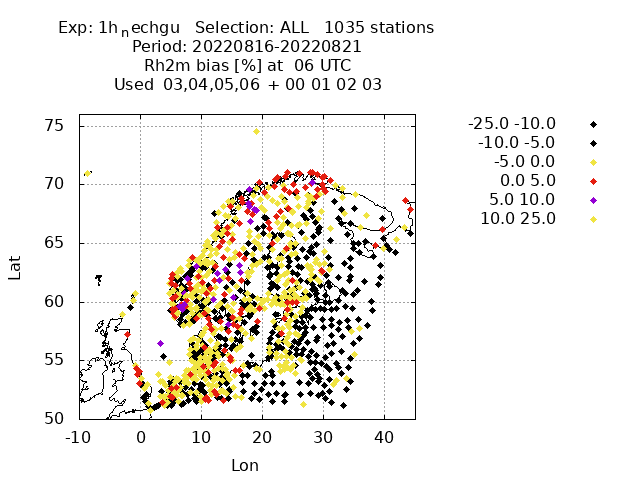 Exp: 1hnechgu   Selection: ALL   1035 stations
Period: 20220816-20220821
Rh2m bias [%] at  06 UTC
Used  03,04,05,06 + 00 01 02 03
-25.0 -10.0
-10.0 -5.0
-5.0 0.0
0.0 5.0
5.0 10.0
10.0 25.0
75
70
65
60
55
50
Lat
-10 0 10 20 30 40
Lon